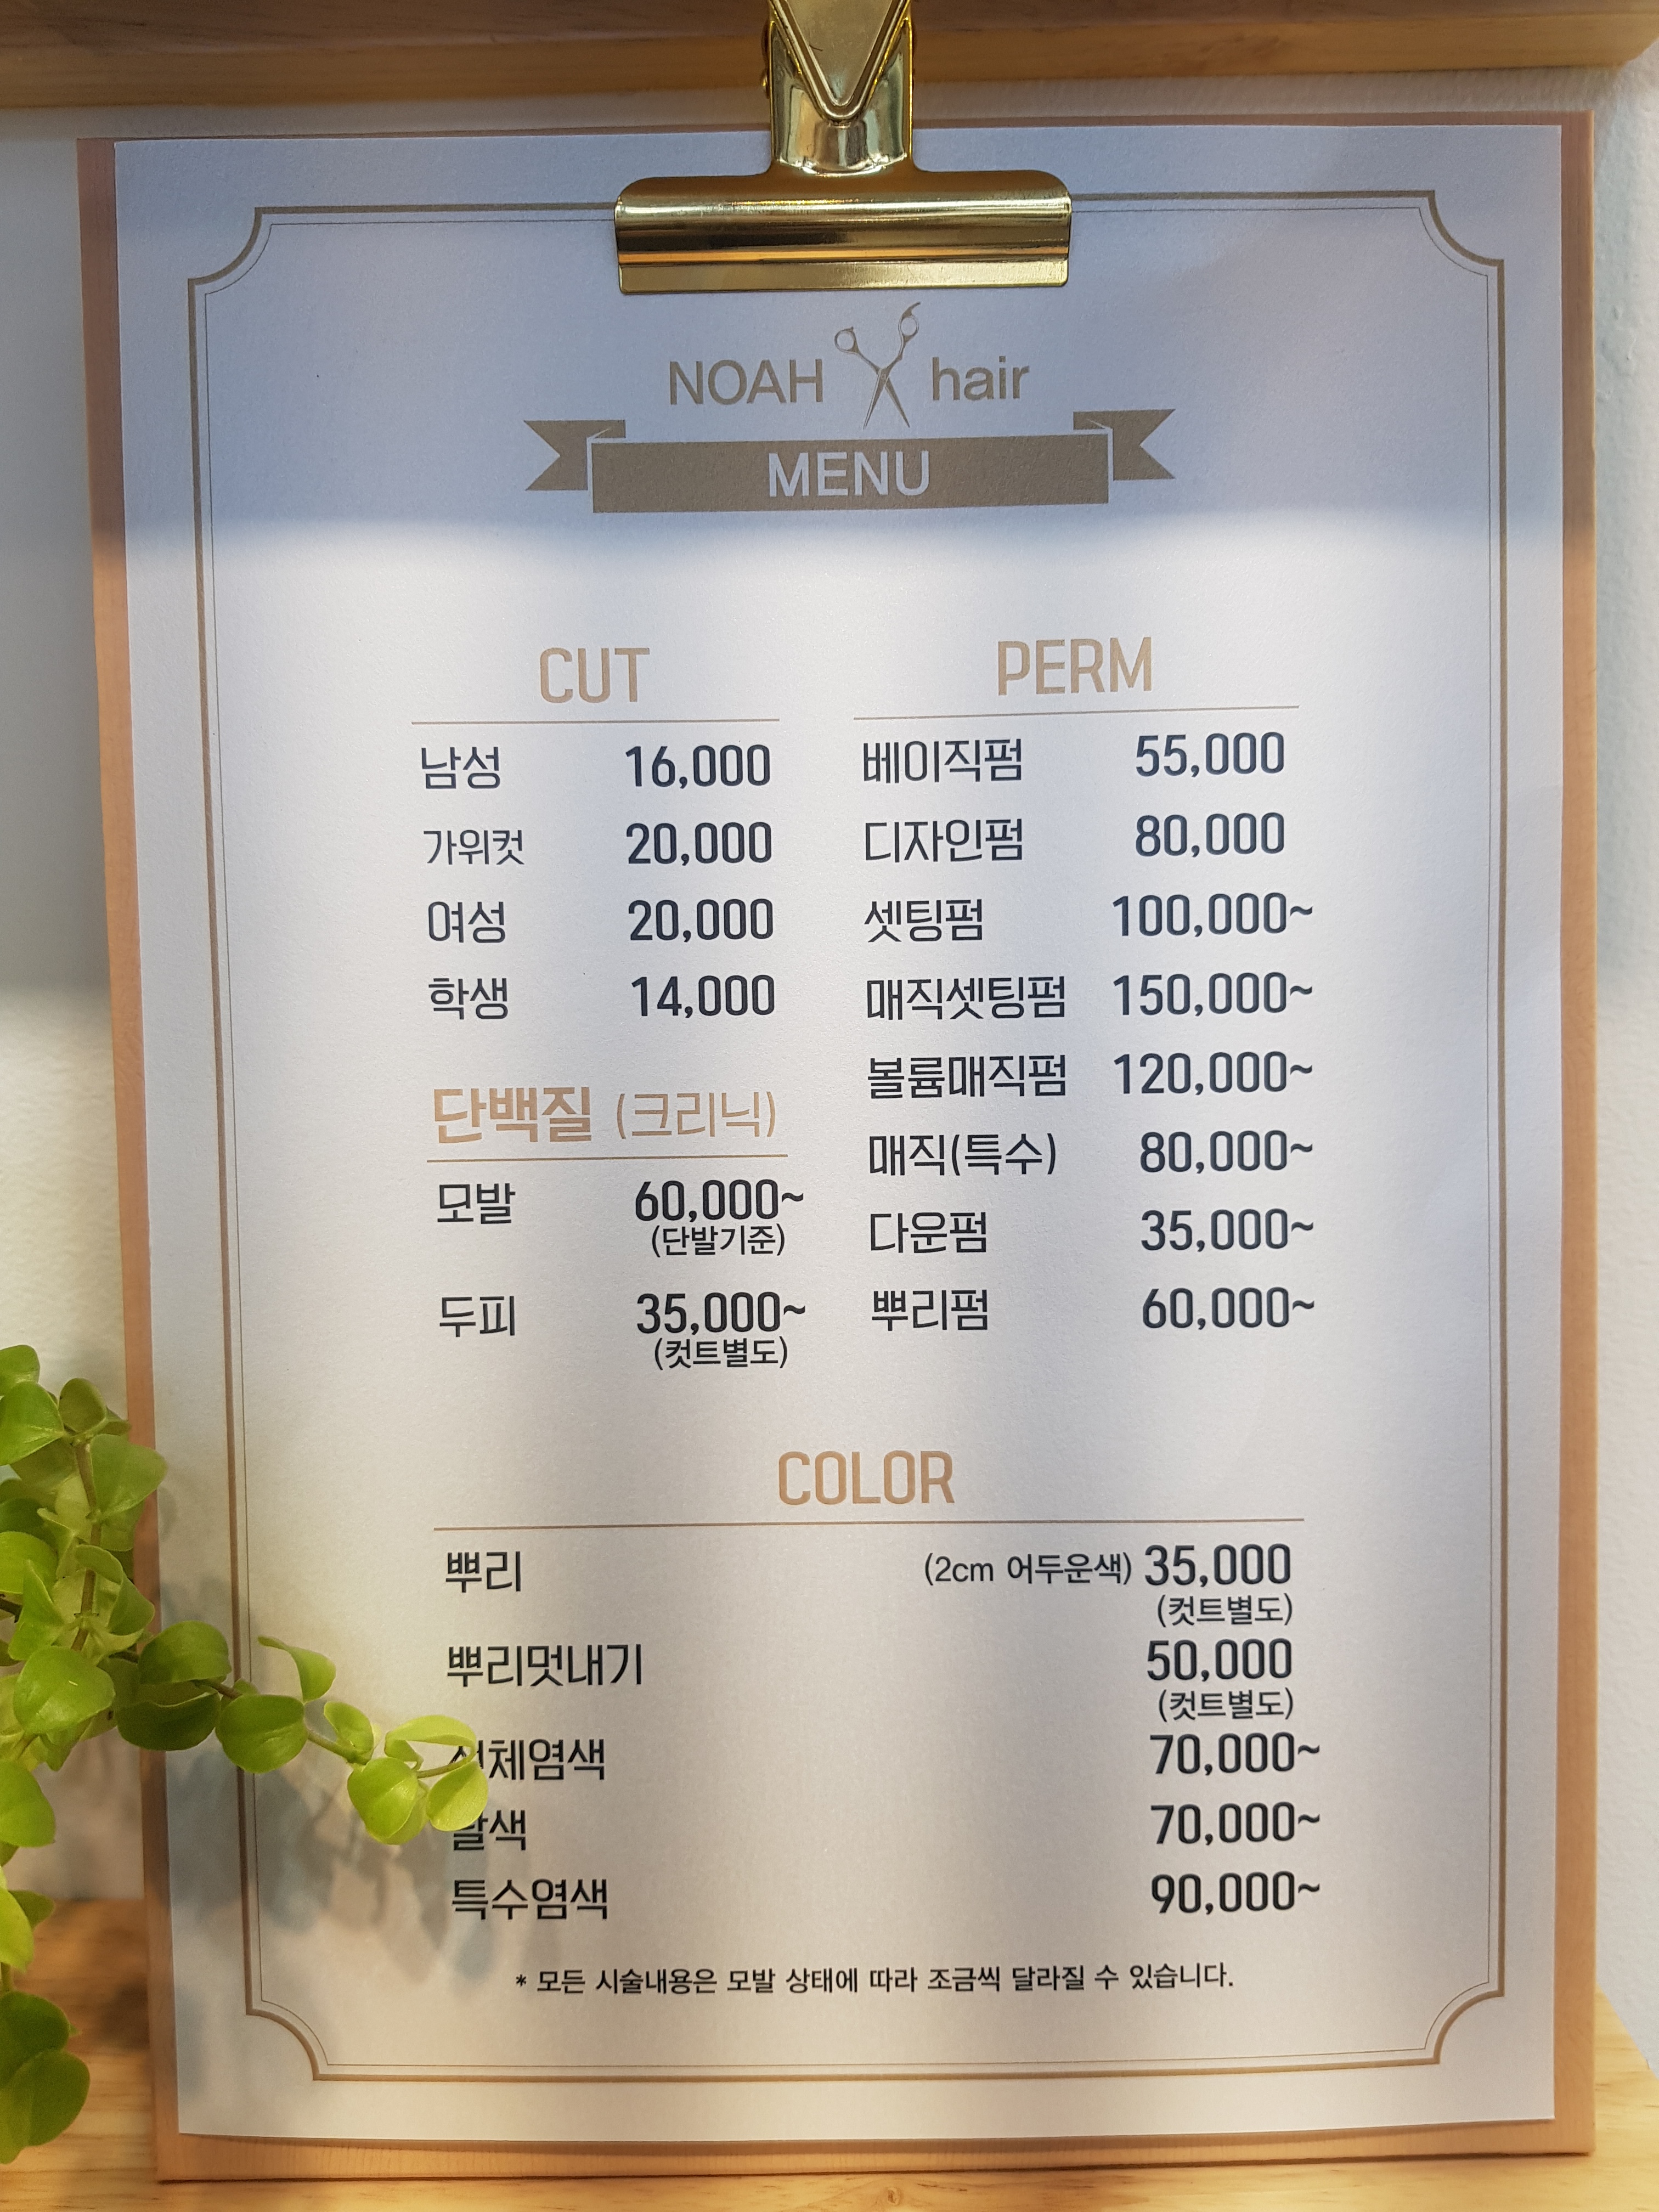 NOAH hair
MENU
CUT
남성 16,000
가위컷 20,000
여성 20,000
학생 14,000
단백질 (크리닉)
모발 60,000~
(단발기준)
두피 35,000~
(컷트별도)
PERM
베이직펌 55,000
디자인펌 80,000
셋팅펌 100,000~
매직셋팅펌 150,000~
볼륨매직펌 120,000~
매직(특수) 80,000~
다운펌 35,000~
뿌리펌 60,000~
COLOR
뿌리 (2cm 어두운색) 35,000
(컷트별도)
뿌리멋내기 50,000
(컷트별도)
70,000~
탈색 70,000~
특수염색 90,000~
* 모든 시술내용은 모발 상태에 따라 조금씩 달라질 수 있습니다.